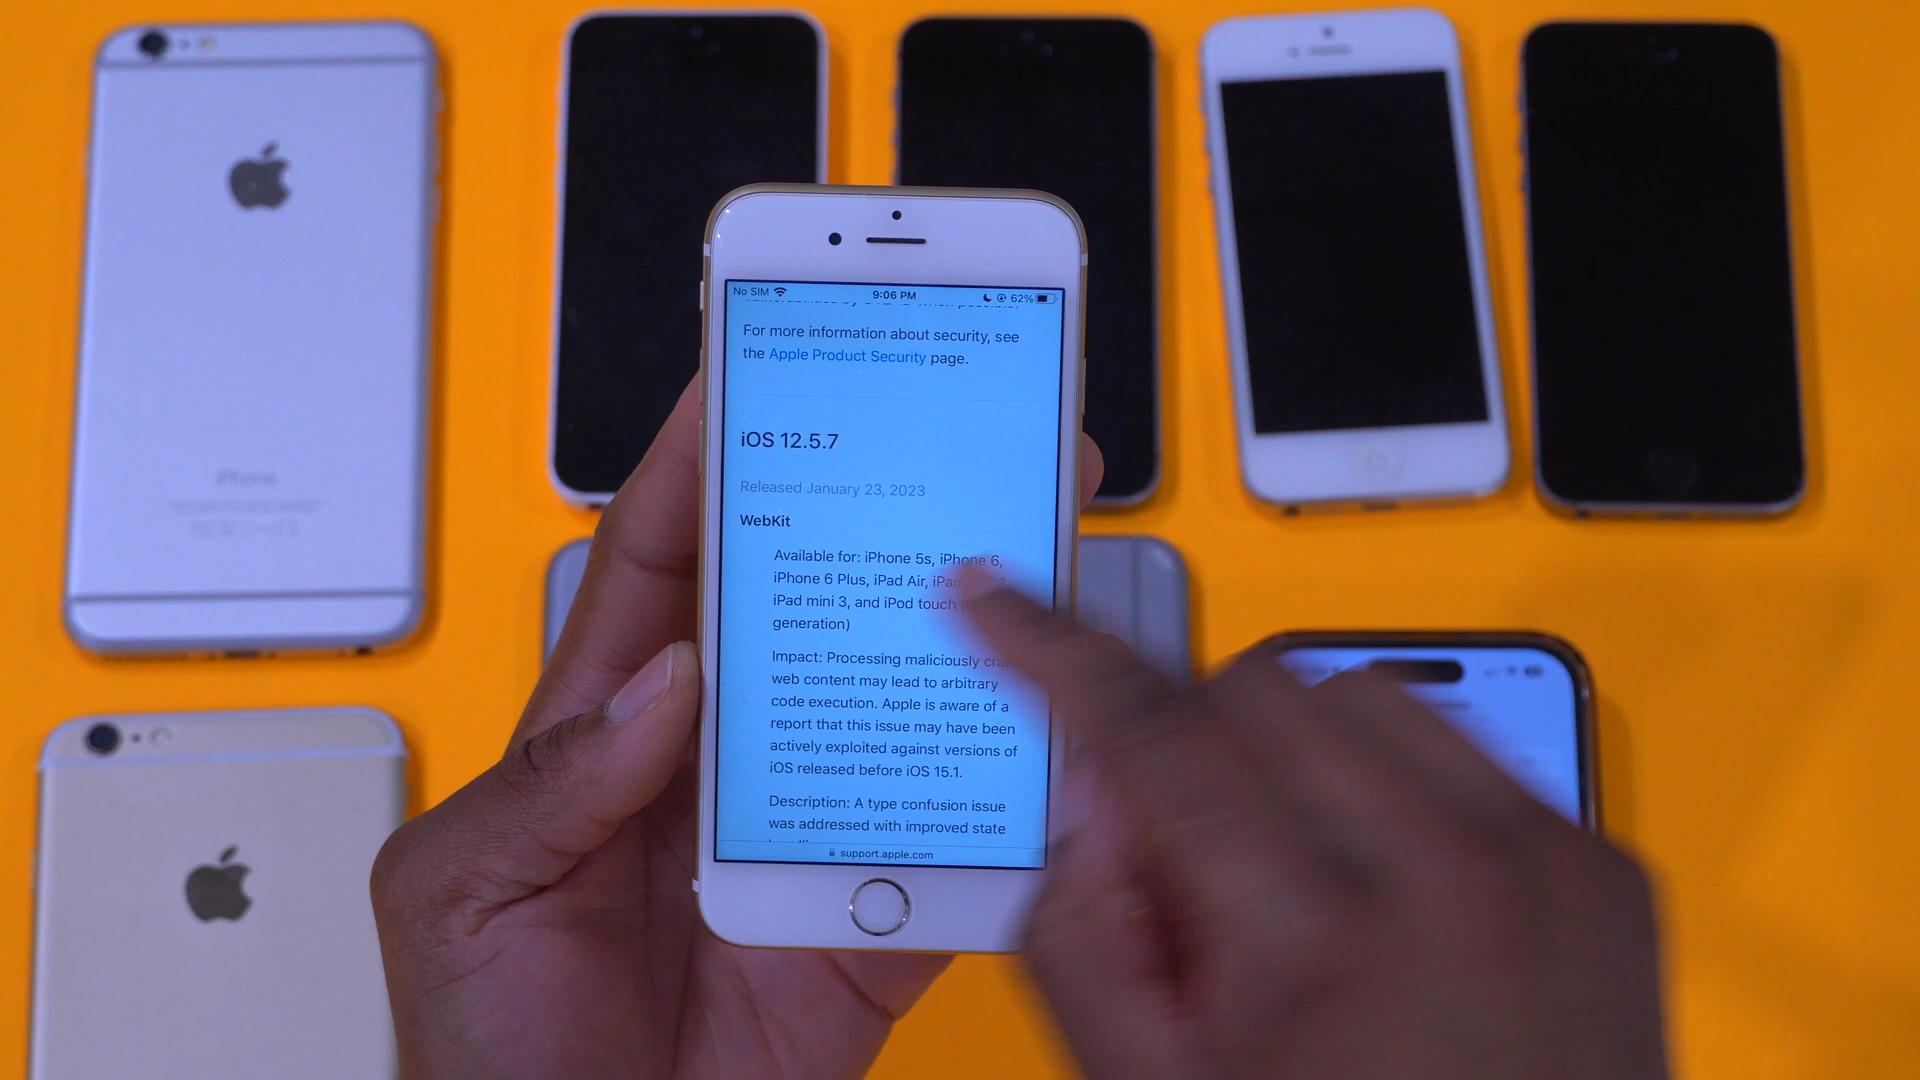 No SIM 9:06 PM 62%
For more information about security, see
the Apple Product Security page.
iOS 12.5.7
Released January 23, 2023
WebKit
Available for: iPhone 5s, iPhone 6,
iPhone 6 Plus, iPad Air,
iPad mini 3, and iPod touch
generation)
Impact: Processing maliciously
web content may lead to arbitrary
code execution. Apple is aware of a
report that this issue may have been
actively exploited against versions of
iOS released before iOS 15.1.
Description: A type confusion issue
was addressed with improved state
support.apple.com
iPhone